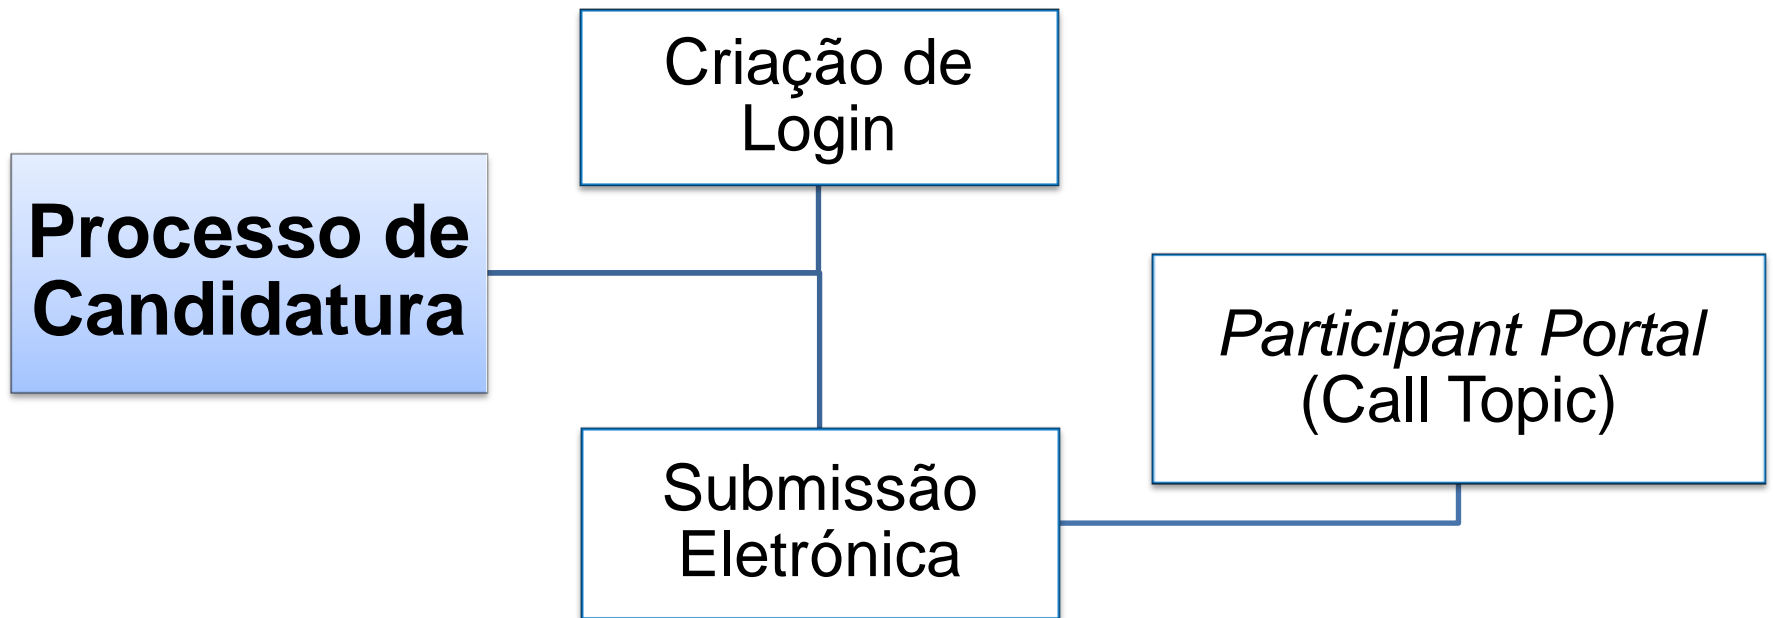 Processo de
Candidatura
Criação de
Login
Submissão
Eletrónica
Participant Portal
(Call Topic)